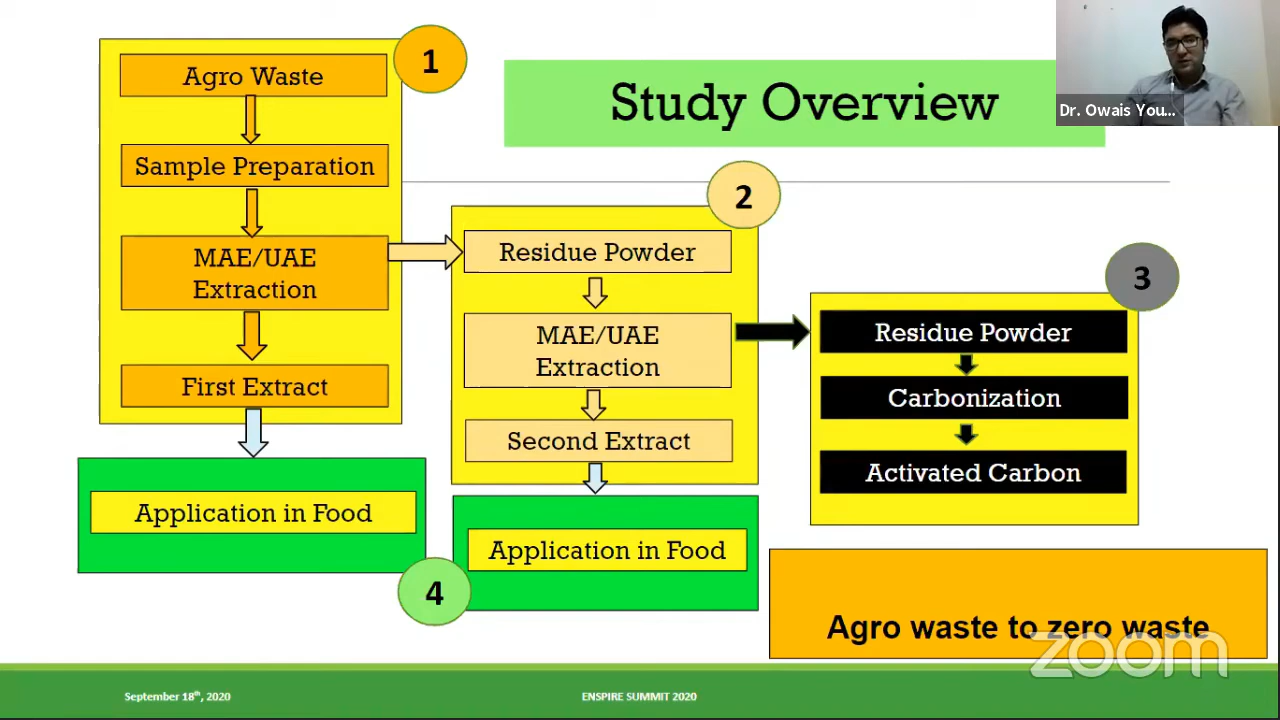 Study Overview
Dr. Owais You...
1
Agro Waste
Sample Preparation
MAE/UAE
Extraction
First Extract
Application in Food
2
Residue Powder
MAE/UAE
Extraction
Second Extract
Application in Food
3
Residue Powder
Carbonization
Activated Carbon
4
Agro waste to zero waste
zoom
September 18th, 2020
ENSPIRE SUMMIT 2020